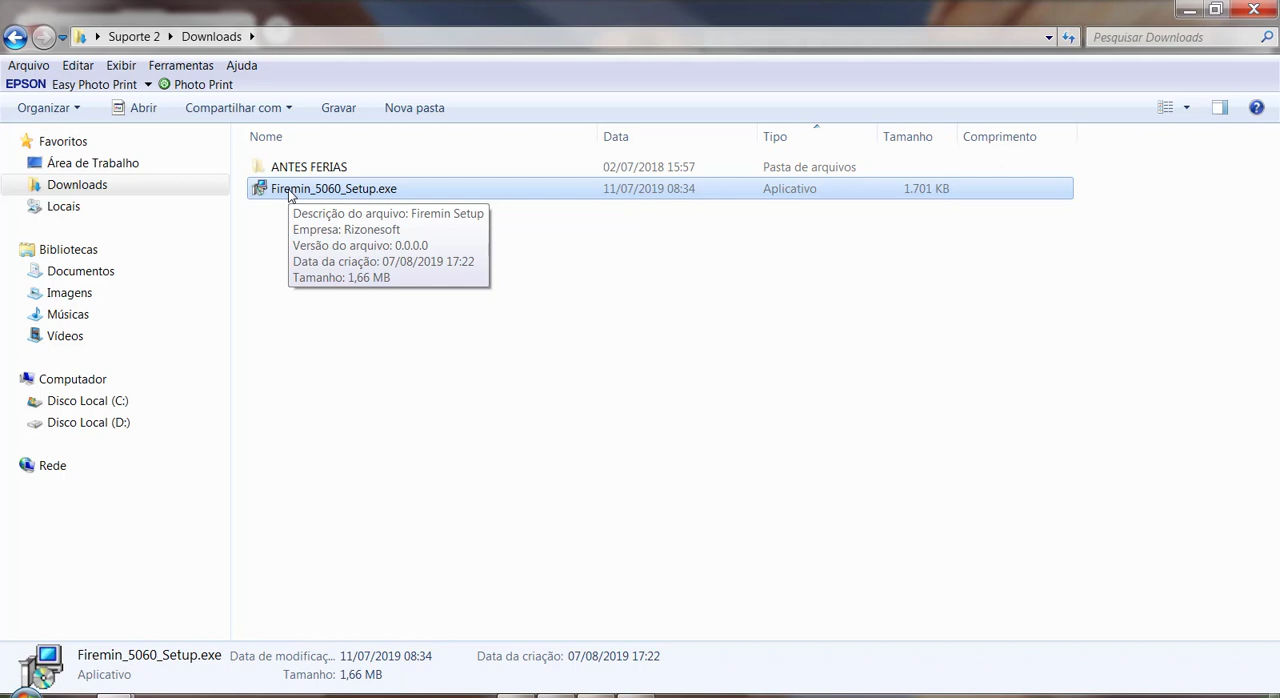 Suporte 2 Downloads Pesquisar Downloads
Arquivo Editar Exibir Ferramentas Ajuda
EPSON Easy Photo Print Photo Print
Organizar Abrir Compartilhar com Gravar Nova pasta
Nome Data Tipo Tamanho Comprimento
Favoritos
Área de Trabalho
Downloads
Locais
Bibliotecas
Documentos
Imagens
Músicas
Vídeos
Computador
Disco Local (C:)
Disco Local (D:)
Rede
ANTES FERIAS 02/07/2018 15:57 Pasta de arquivos
Firemin_5060_Setup.exe 11/07/2019 08:34 Aplicativo 1.701 KB
Descrição do arquivo: Firemin Setup
Empresa: Rizonesoft
Versão do arquivo: 0.0.0.0
Data da criação: 07/08/2019 17:22
Tamanho: 1,66 MB
Firemin_5060_Setup.exe Data de modificaç... 11/07/2019 08:34 Data da criação: 07/08/2019 17:22
Aplicativo Tamanho: 1,66 MB